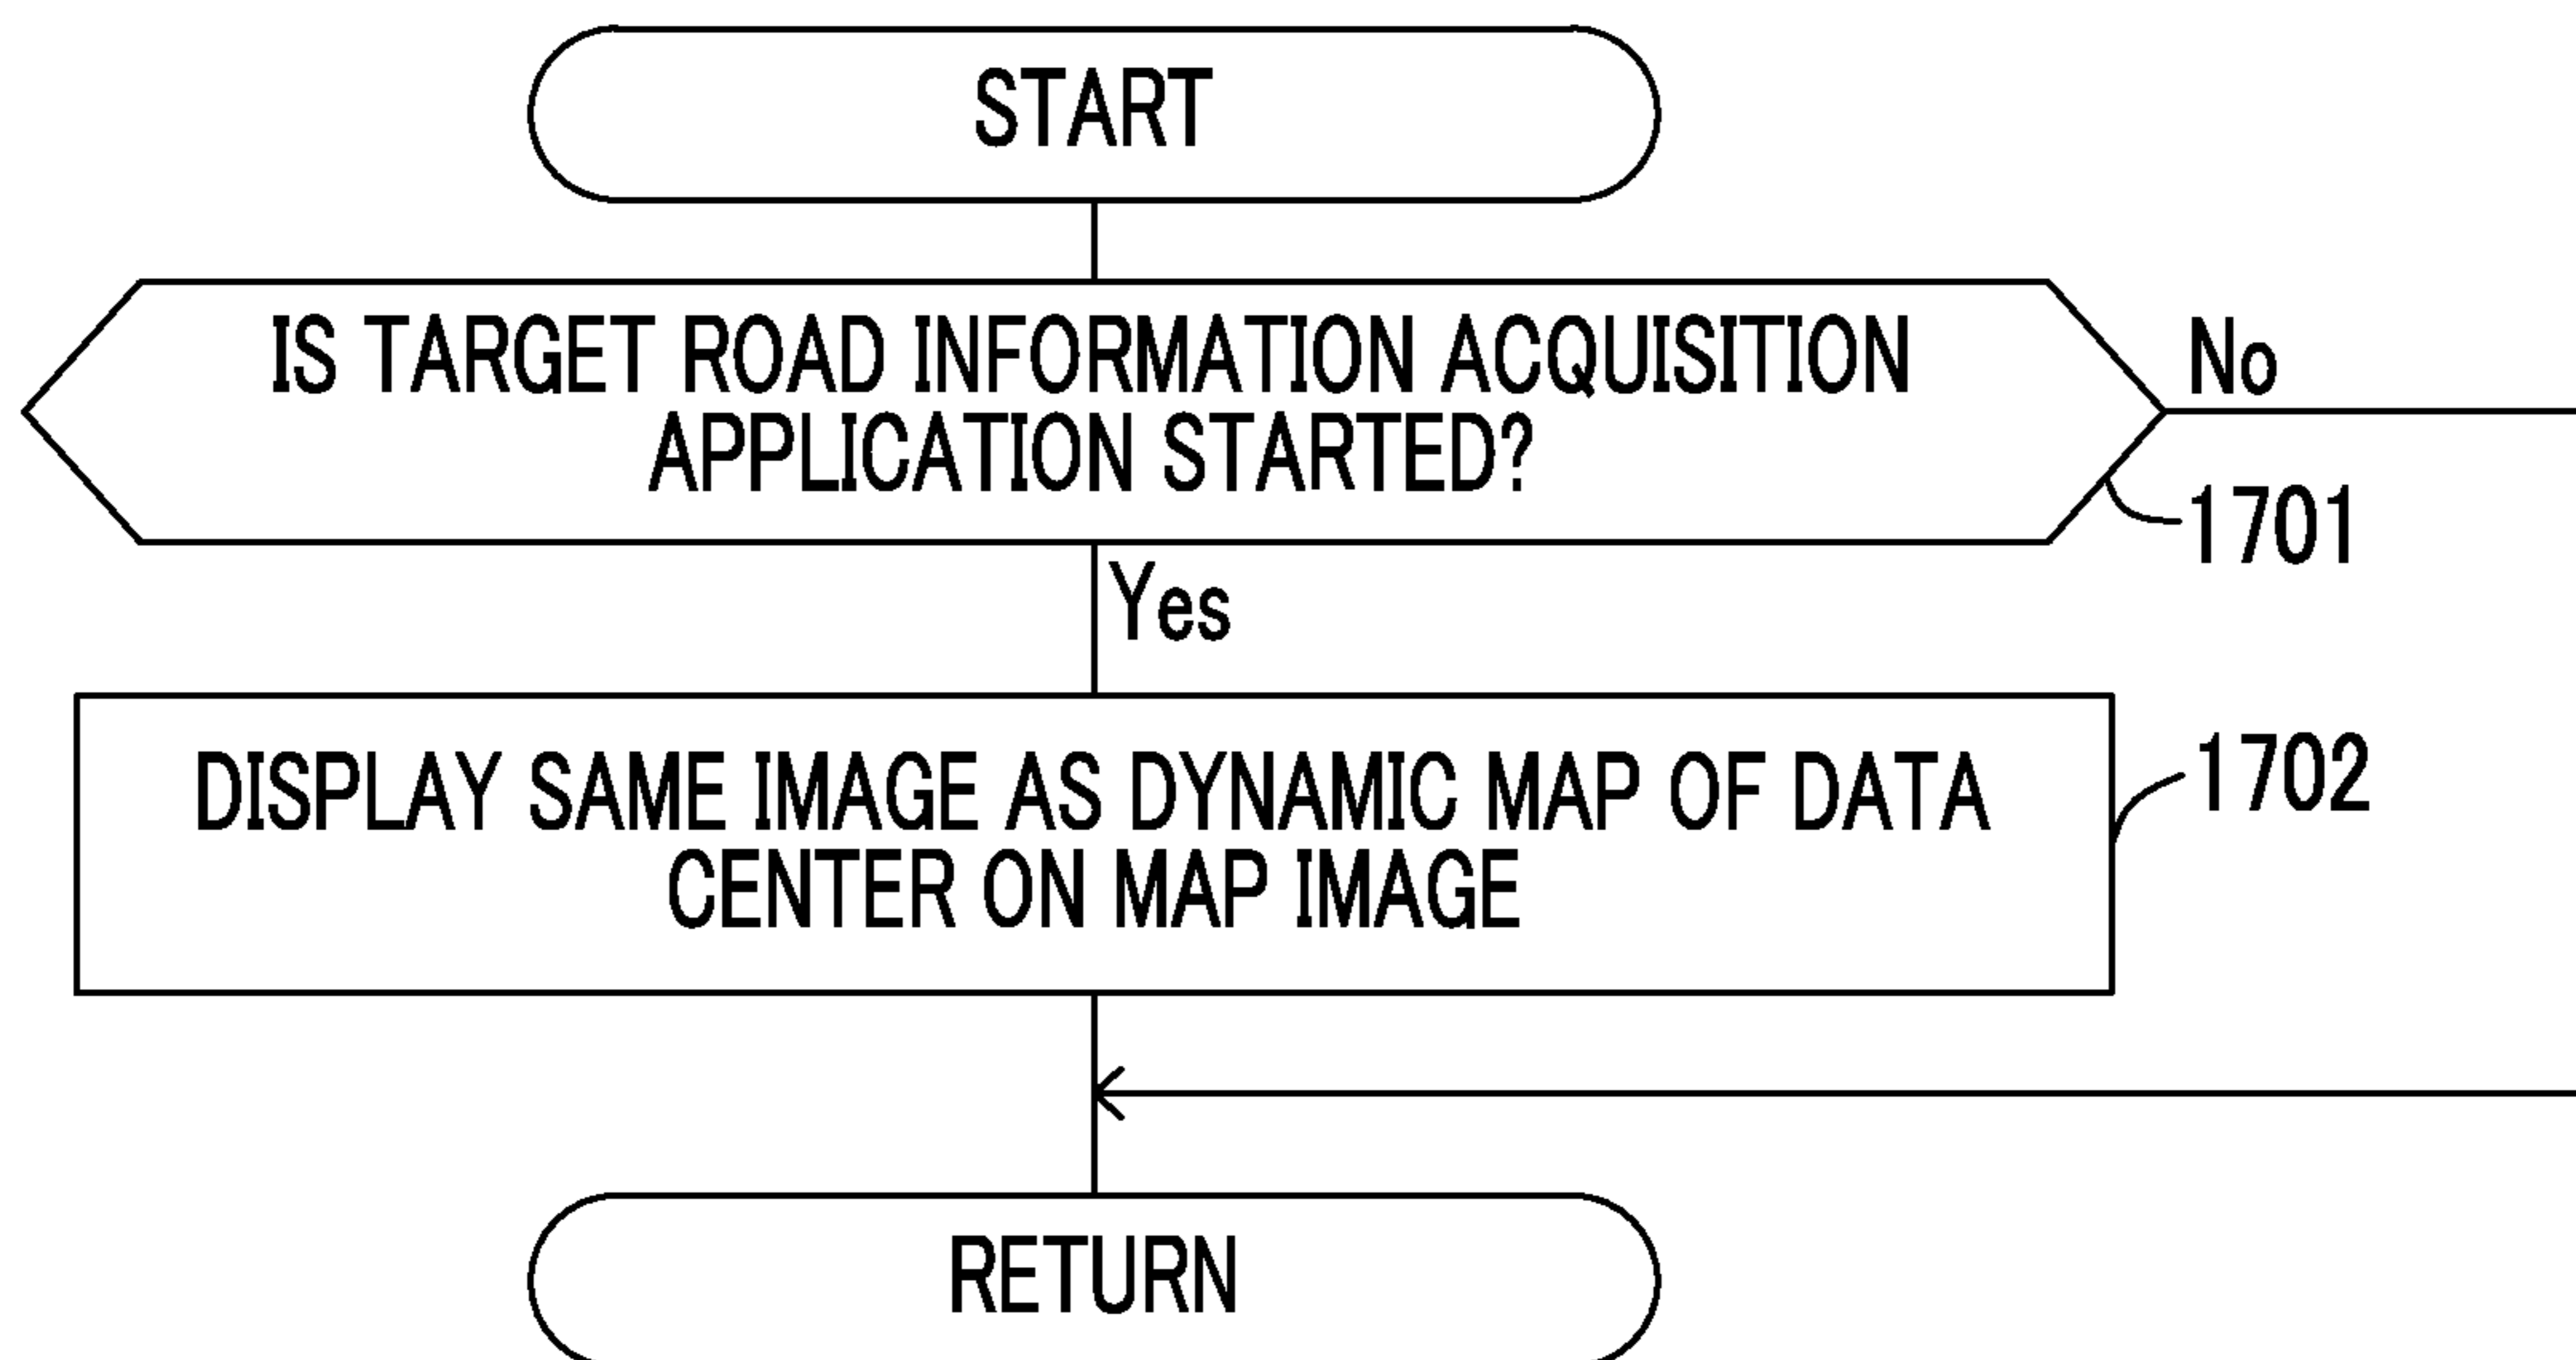 START
IS TARGET ROAD INFORMATION ACQUISITION
APPLICATION STARTED?
No
1701
Yes
DISPLAY SAME IMAGE AS DYNAMIC MAP OF DATA
CENTER ON MAP IMAGE
1702
RETURN